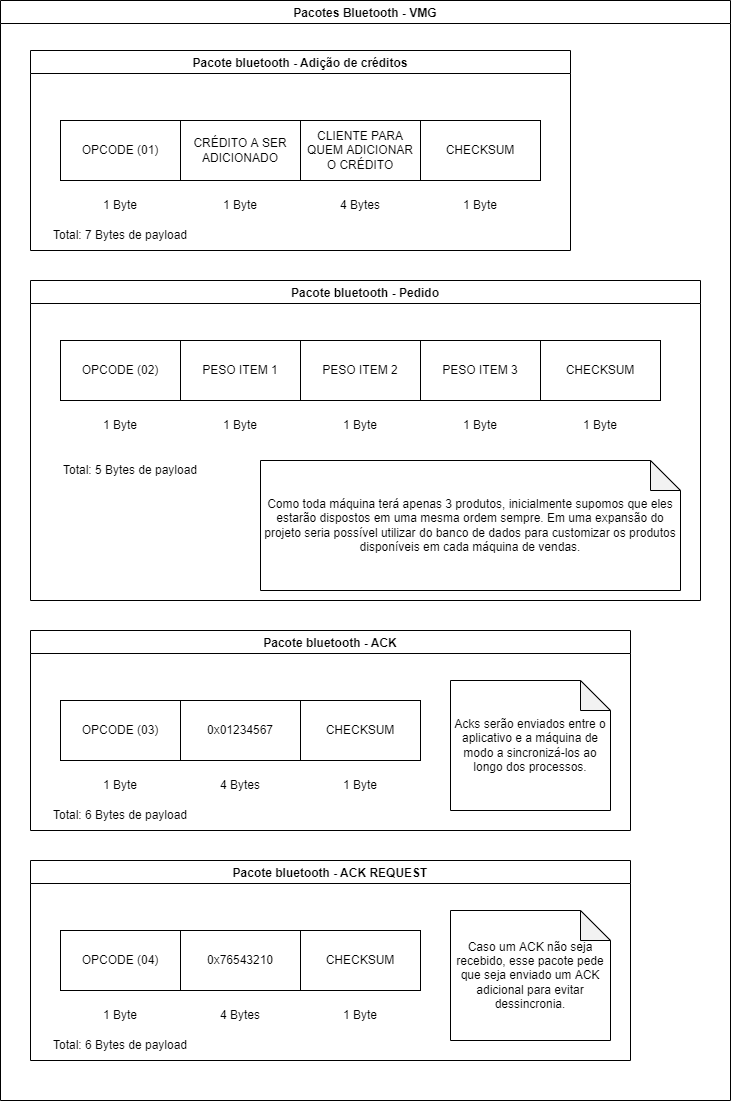 Pacotes Bluetooth - VMG
Pacote bluetooth - Adição de créditos
OPCODE (01)
CRÉDITO A SER
ADICIONADO
CLIENTE PARA
QUEM ADICIONAR
O CRÉDITO
CHECKSUM
1 Byte
1 Byte
4 Bytes
1 Byte
Total: 7 Bytes de payload
Pacote bluetooth - Pedido
OPCODE (02)
PESO ITEM 1
PESO ITEM 2
PESO ITEM 3
CHECKSUM
1 Byte
1 Byte
1 Byte
1 Byte
1 Byte
Total: 5 Bytes de payload
Como toda máquina terá apenas 3 produtos, inicialmente supomos que eles
estarão dispostos em uma mesma ordem sempre. Em uma expansão do
projeto seria possível utilizar do banco de dados para customizar os produtos
disponíveis em cada máquina de vendas.
Pacote bluetooth - ACK
OPCODE (03)
0x01234567
CHECKSUM
1 Byte
4 Bytes
1 Byte
Total: 6 Bytes de payload
Acks serão enviados entre o
aplicativo e a máquina de
modo a sincronizá-los ao
longo dos processos.
Pacote bluetooth - ACK REQUEST
OPCODE (04)
0x76543210
CHECKSUM
1 Byte
4 Bytes
1 Byte
Total: 6 Bytes de payload
Caso um ACK não seja
recebido, esse pacote pede
que seja enviado um ACK
adicional para evitar
dessincronia.